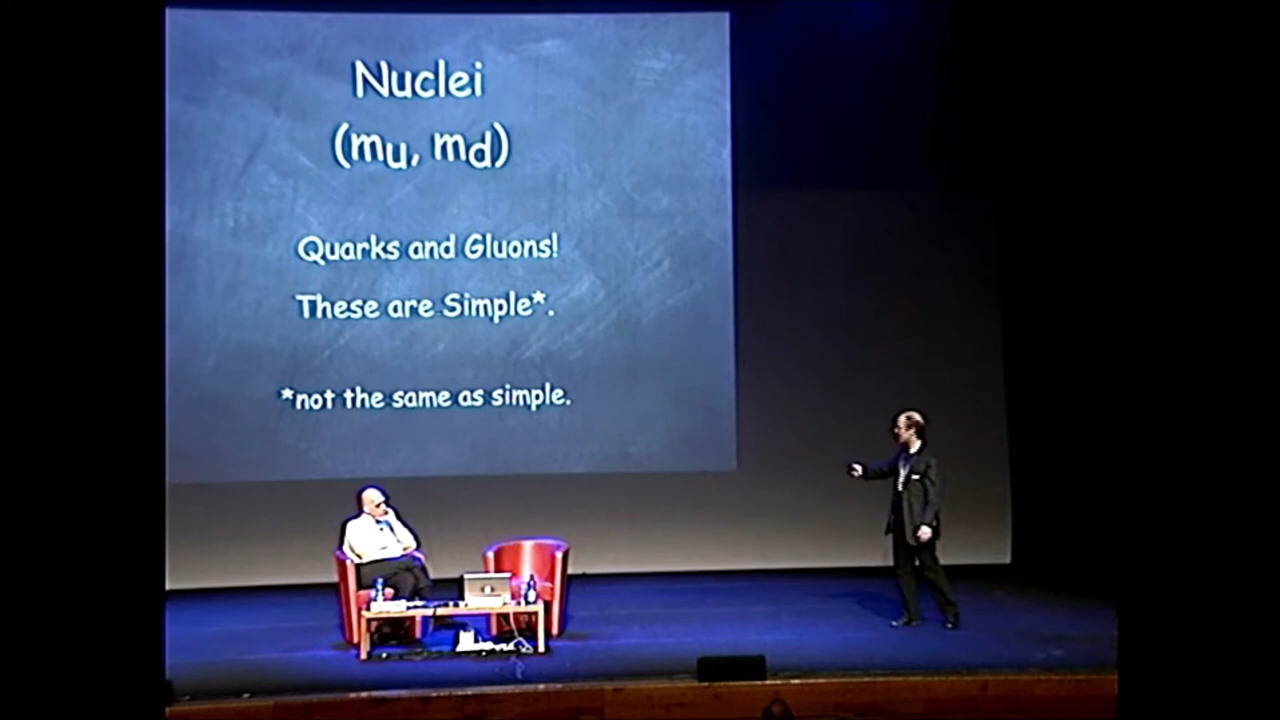 Nuclei
(mu, md)
Quarks and Gluons!
These are Simple*.
*not the same as simple.